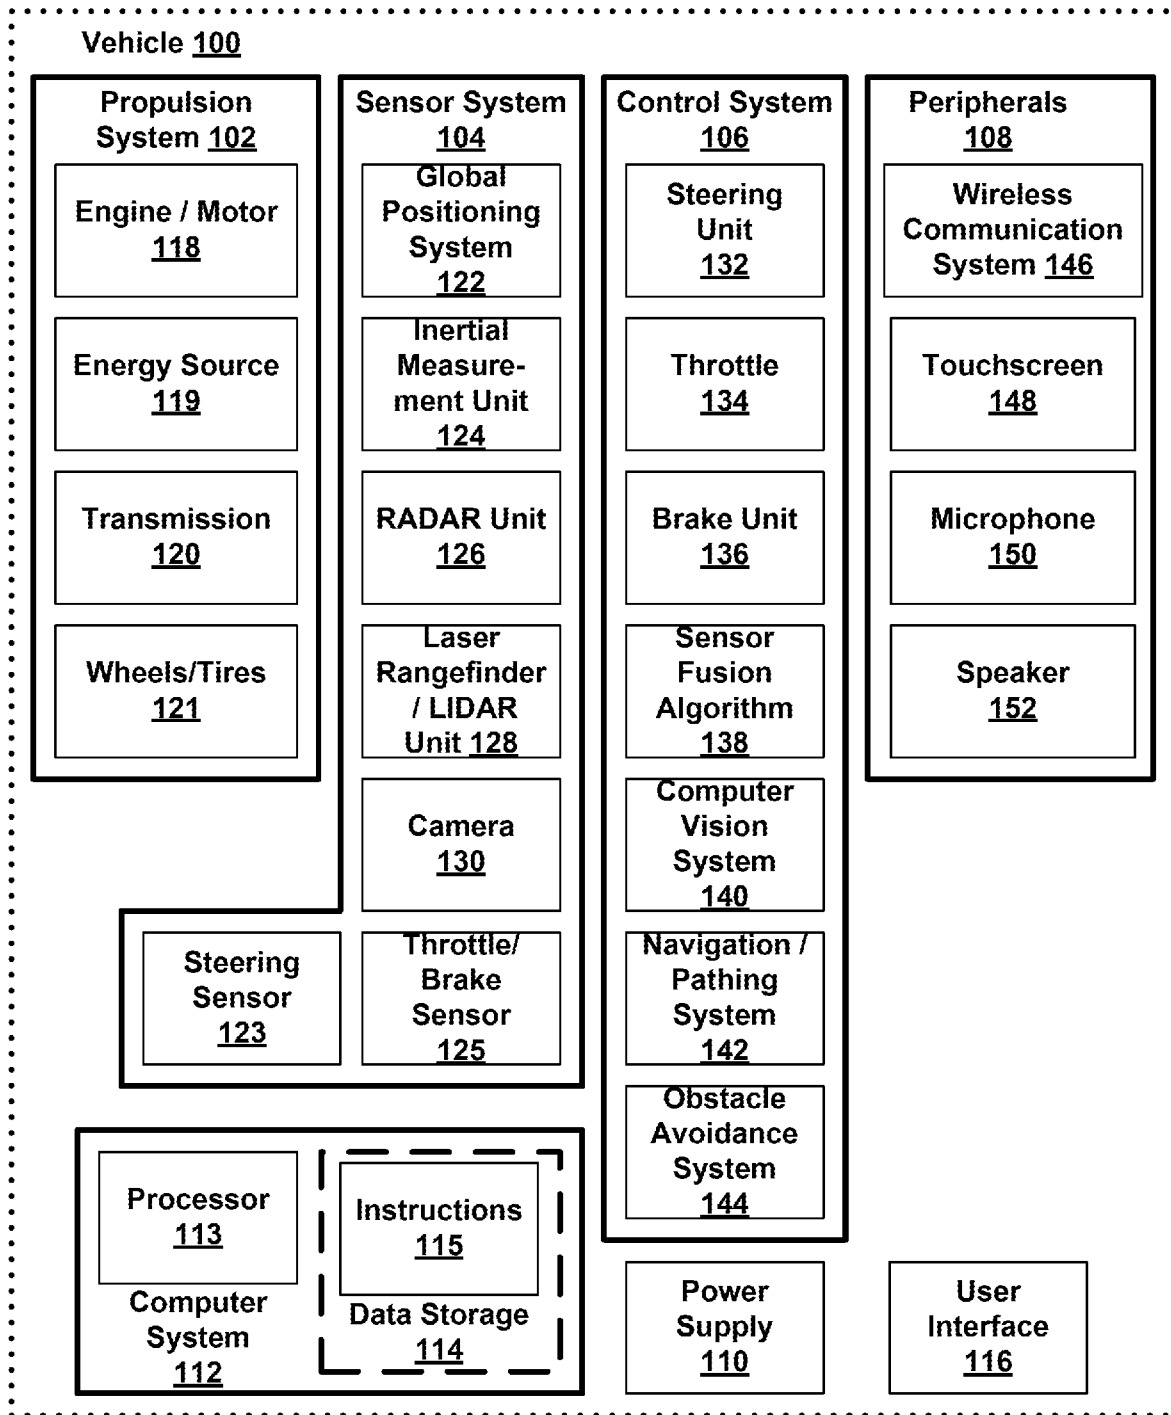 Vehicle 100
Propulsion
System 102
Engine / Motor
118
Energy Source
119
Transmission
120
Wheels/Tires
121
Sensor System
104
Global
Positioning
System
122
Inertial
Measure-
ment Unit
124
RADAR Unit
126
Laser
Rangefinder
/ LIDAR
Unit 128
Camera
130
Steering
Sensor
123
Throttle/
Brake
Sensor
125
Control System
106
Steering
Unit
132
Throttle
134
Brake Unit
136
Sensor
Fusion
Algorithm
138
Computer
Vision
System
140
Navigation /
Pathing
System
142
Obstacle
Avoidance
System
144
Peripherals
108
Wireless
Communication
System 146
Touchscreen
148
Microphone
150
Speaker
152
Processor
113
Computer
System
112
Instructions
115
Data Storage
114
Power
Supply
110
User
Interface
116